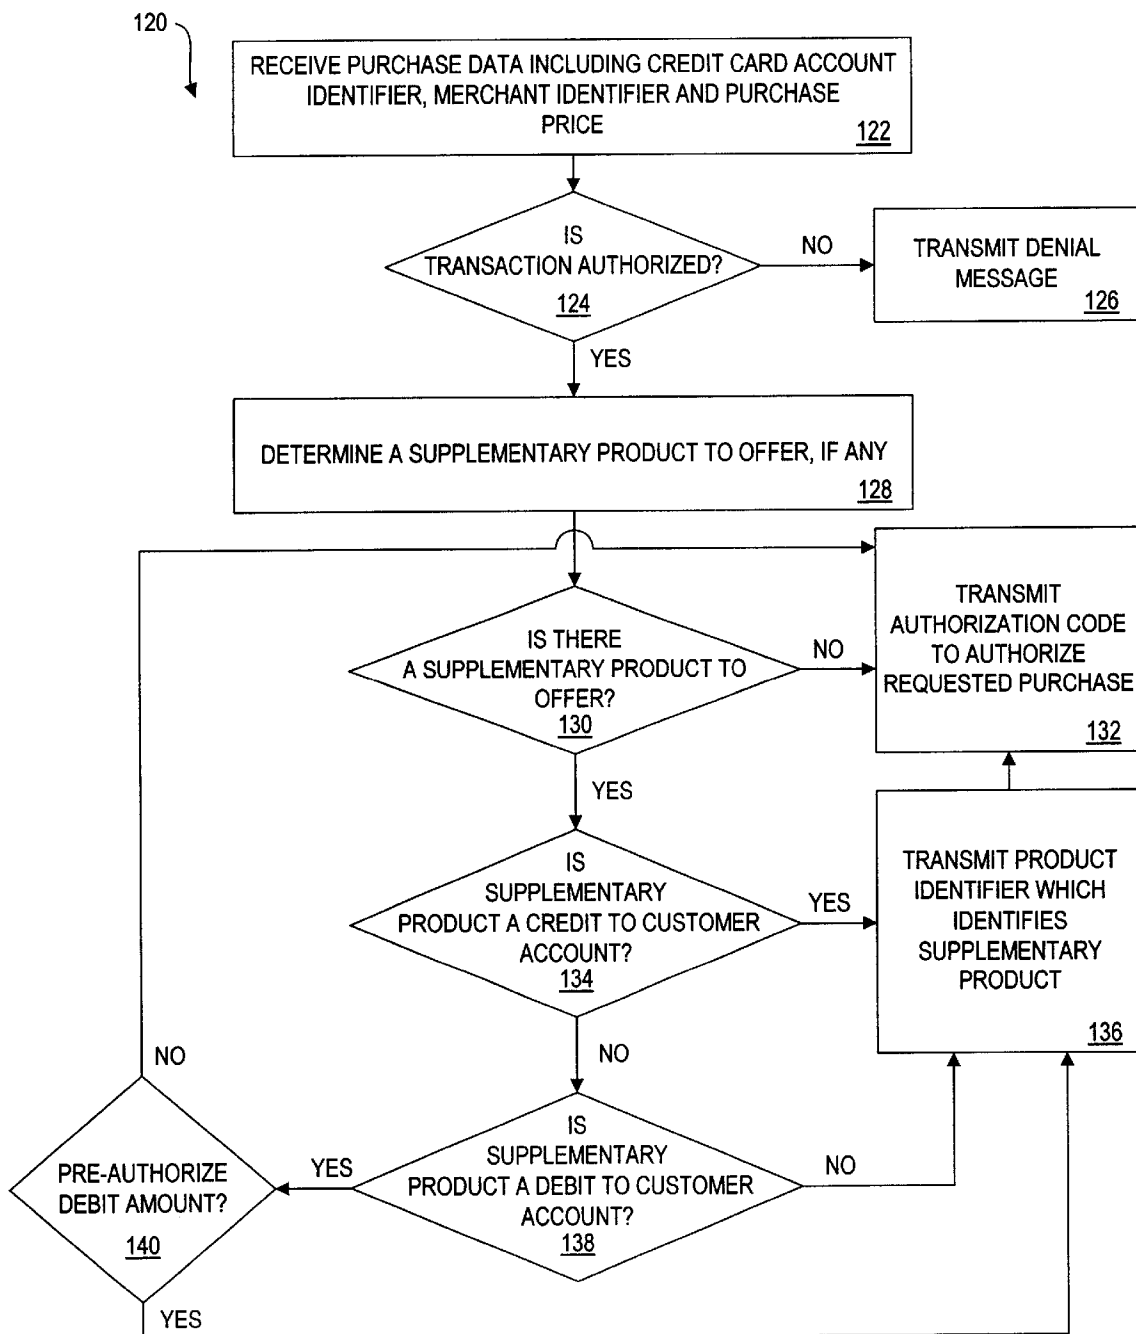 120
RECEIVE PURCHASE DATA INCLUDING CREDIT CARD ACCOUNT
IDENTIFIER, MERCHANT IDENTIFIER AND PURCHASE
PRICE
122
IS
TRANSACTION AUTHORIZED?
124
NO
TRANSMIT DENIAL
MESSAGE
126
YES
DETERMINE A SUPPLEMENTARY PRODUCT TO OFFER, IF ANY
128
IS THERE
A SUPPLEMENTARY PRODUCT TO
OFFER?
130
NO
TRANSMIT
AUTHORIZATION CODE
TO AUTHORIZE
REQUESTED PURCHASE
132
YES
IS
SUPPLEMENTARY
PRODUCT A CREDIT TO CUSTOMER
ACCOUNT?
134
YES
TRANSMIT PRODUCT
IDENTIFIER WHICH
IDENTIFIES
SUPPLEMENTARY
PRODUCT
136
NO
IS
SUPPLEMENTARY
PRODUCT A DEBIT TO CUSTOMER
ACCOUNT?
138
NO
YES
PRE-AUTHORIZE
DEBIT AMOUNT?
140
NO
YES